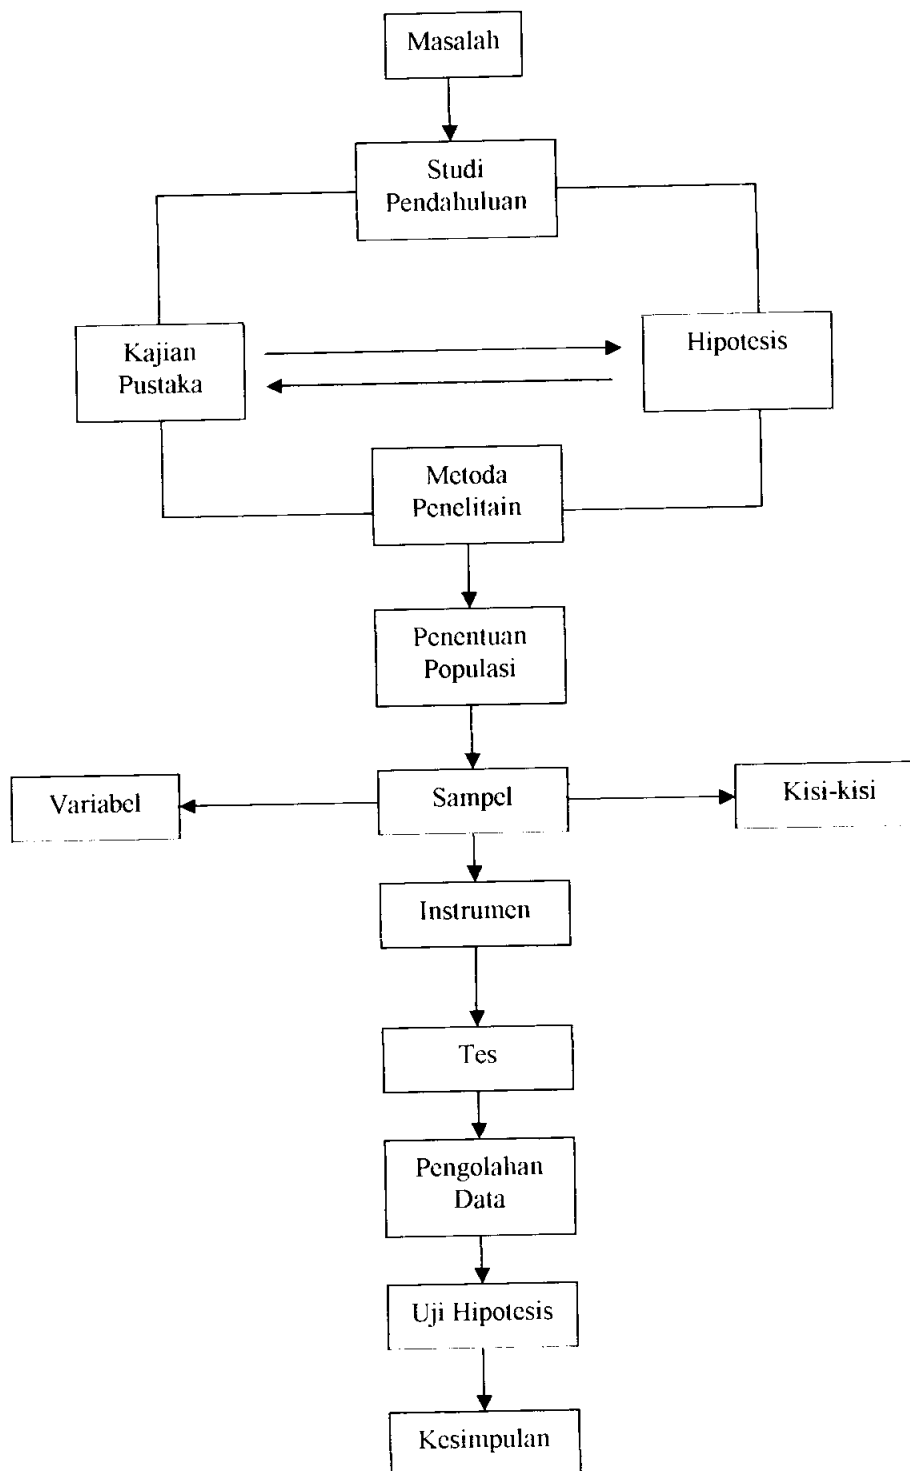 Masalah
Studi
Pendahuluan
Kajian
Pustaka
Hipotesis
Metoda
Penelitain
Penentuan
Populasi
Variabel
Sampel
Kisi-kisi
Instrumen
Tes
Pengolahan
Data
Uji Hipotesis
Kesimpulan